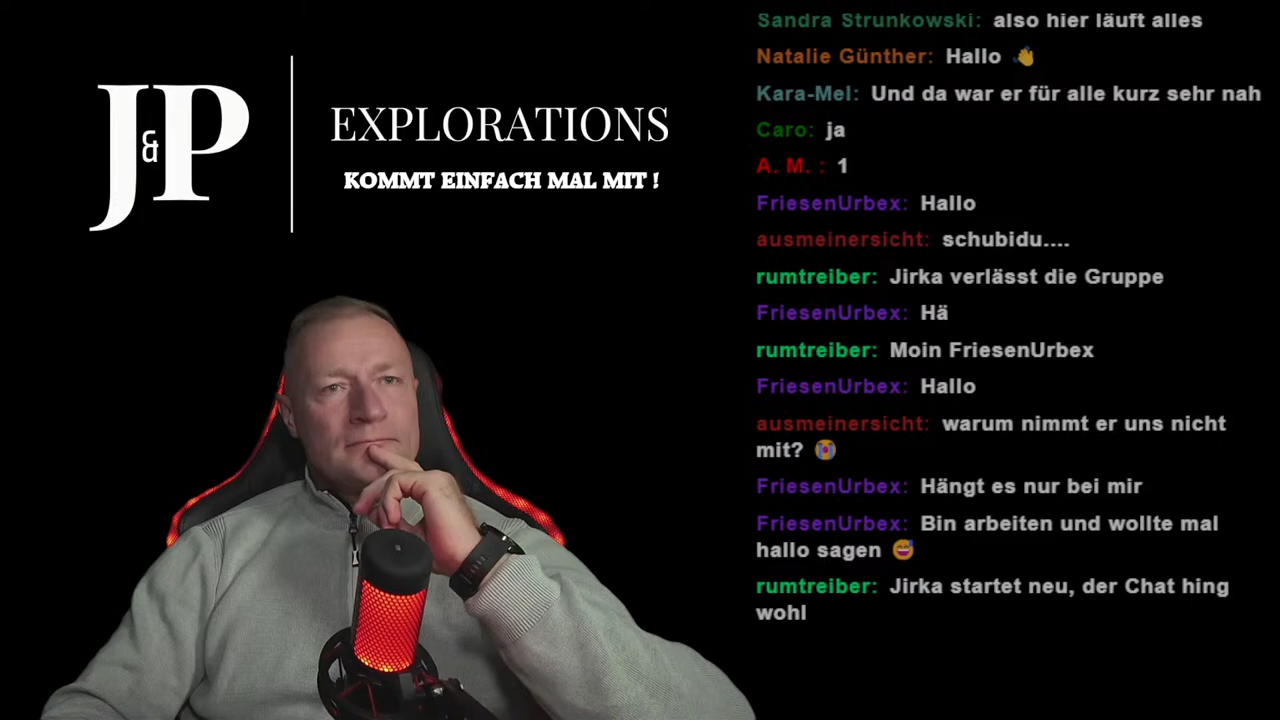 J&P
EXPLORATIONS
KOMMT EINFACH MAL MIT !
Sandra Strunkowski: also hier läuft alles
Natalie Günther: Hallo 👋
Kara-Mel: Und da war er für alle kurz sehr nah
Caro: ja
A. M. : 1
FriesenUrbex: Hallo
ausmeinersicht: schubidu....
rumtreiber: Jirka verlässt die Gruppe
FriesenUrbex: Hä
rumtreiber: Moin FriesenUrbex
FriesenUrbex: Hallo
ausmeinersicht: warum nimmt er uns nicht
mit? 😭
FriesenUrbex: Hängt es nur bei mir
FriesenUrbex: Bin arbeiten und wollte mal
hallo sagen 😅
rumtreiber: Jirka startet neu, der Chat hing
wohl